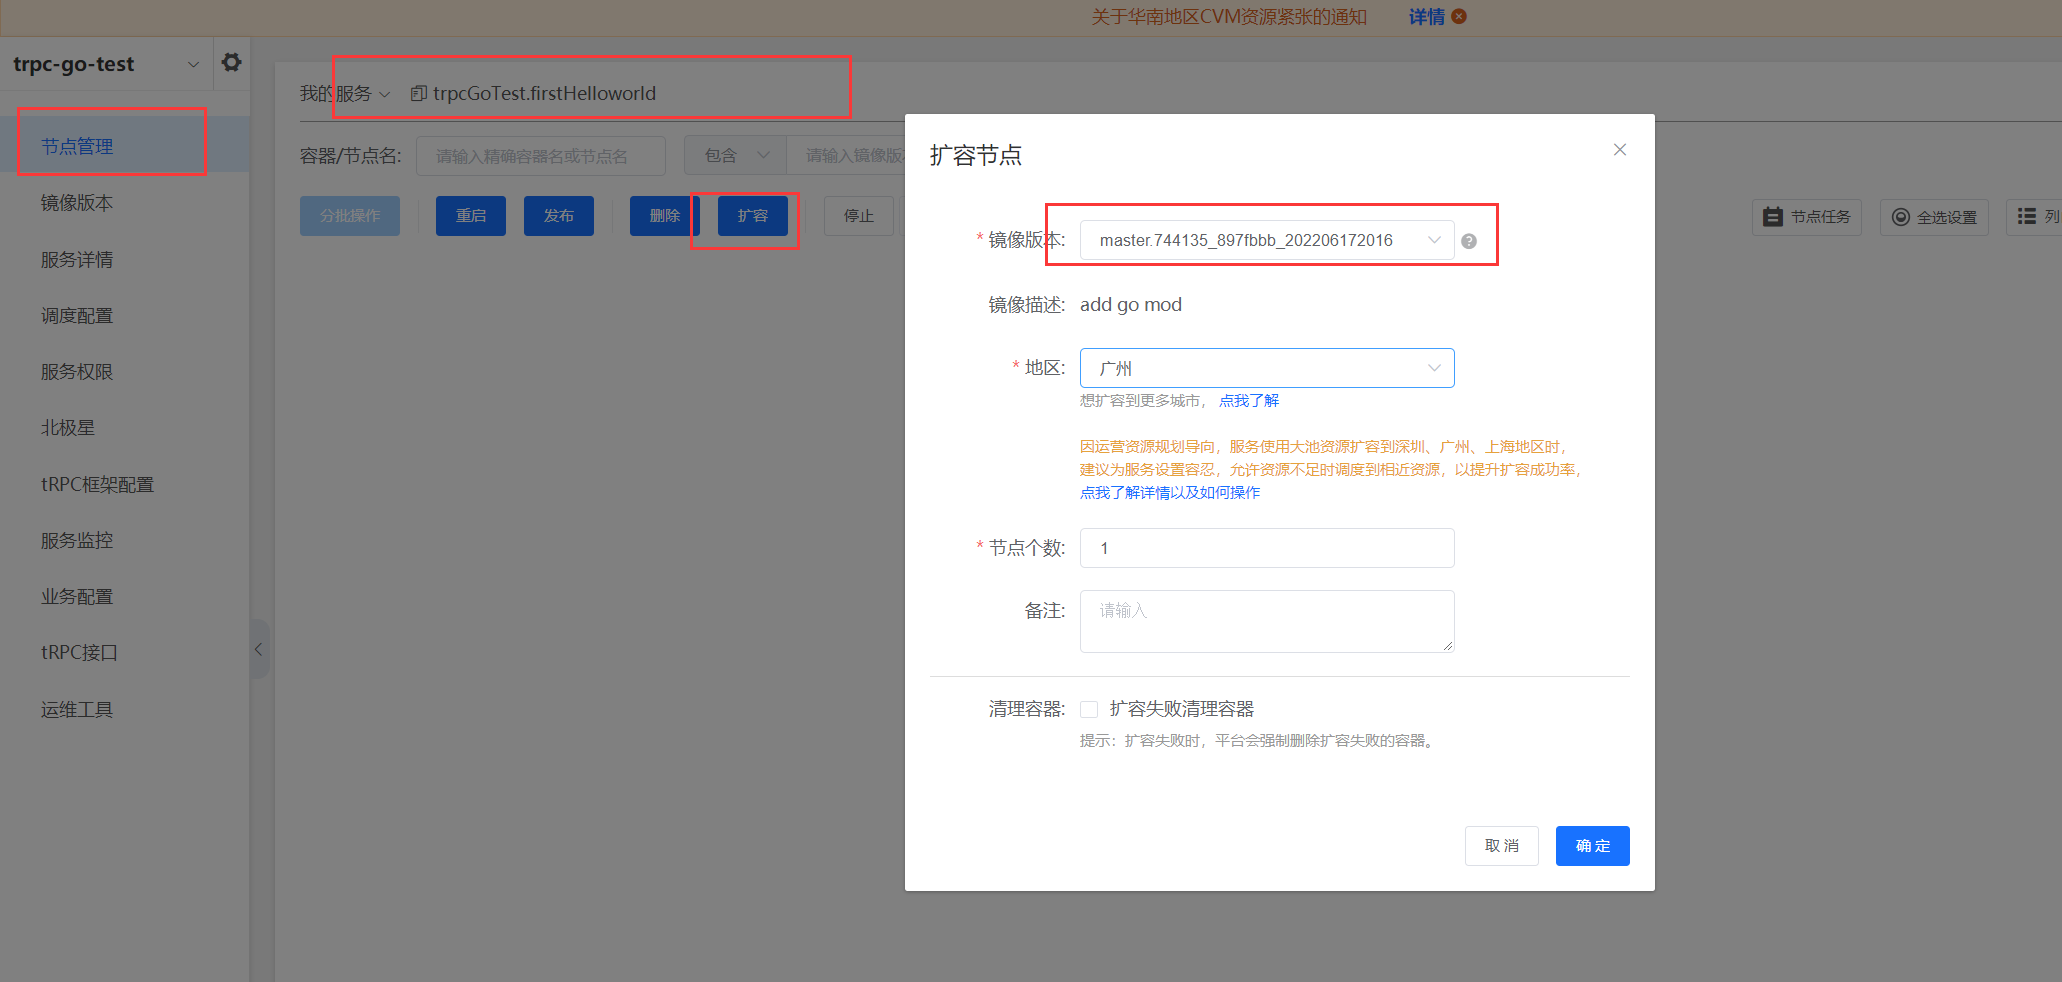 关于华南地区CVM资源紧张的通知 详情
trpc-go-test
节点管理
镜像版本
服务详情
调度配置
服务权限
北极星
tRPC框架配置
服务监控
业务配置
tRPC接口
运维工具
我的服务 trpcGoTest.firstHelloworld
容器/节点名: 请输入精确容器名或节点名 包含 请输入镜像版
分批操作 重启 发布 删除 扩容 停止 节点任务 全选设置 列
扩容节点
* 镜像版本: master.744135_897fbbb_202206172016
镜像描述: add go mod
* 地区: 广州
想扩容到更多城市， 点我了解
因运营资源规划导向，服务使用大池资源扩容到深圳、广州、上海地区时，
建议为服务设置容忍，允许资源不足时调度到相近资源，以提升扩容成功率，
点我了解详情以及如何操作
* 节点个数: 1
备注: 请输入
清理容器: 扩容失败清理容器
提示：扩容失败时，平台会强制删除扩容失败的容器。
取消 确定